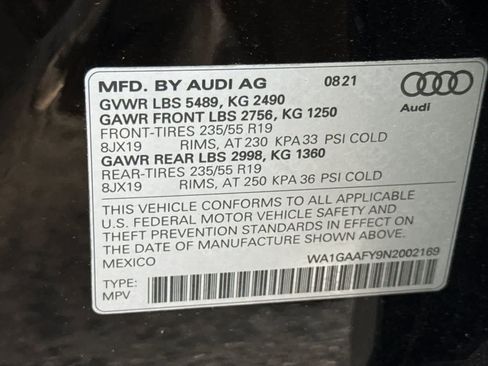 MFD. BY AUDI AG 08 21
GVWR LBS 5489, KG 2490
GAWR FRONT LBS 2756, KG 1250
FRONT-TIRES 235/55 R19
8JX19 RIMS, AT 230 KPA 33 PSI COLD
GAWR REAR LBS 2998, KG 1360
REAR-TIRES 235/55 R19
8JX19 RIMS, AT 250 KPA 36 PSI COLD
Audi
THIS VEHICLE CONFORMS TO ALL APPLICABLE
U.S. FEDERAL MOTOR VEHICLE SAFETY AND
THEFT PREVENTION STANDARDS IN EFFECT ON
THE DATE OF MANUFACTURE SHOWN ABOVE.
MEXICO WA1GAAFY9N2002169
TYPE:
MPV